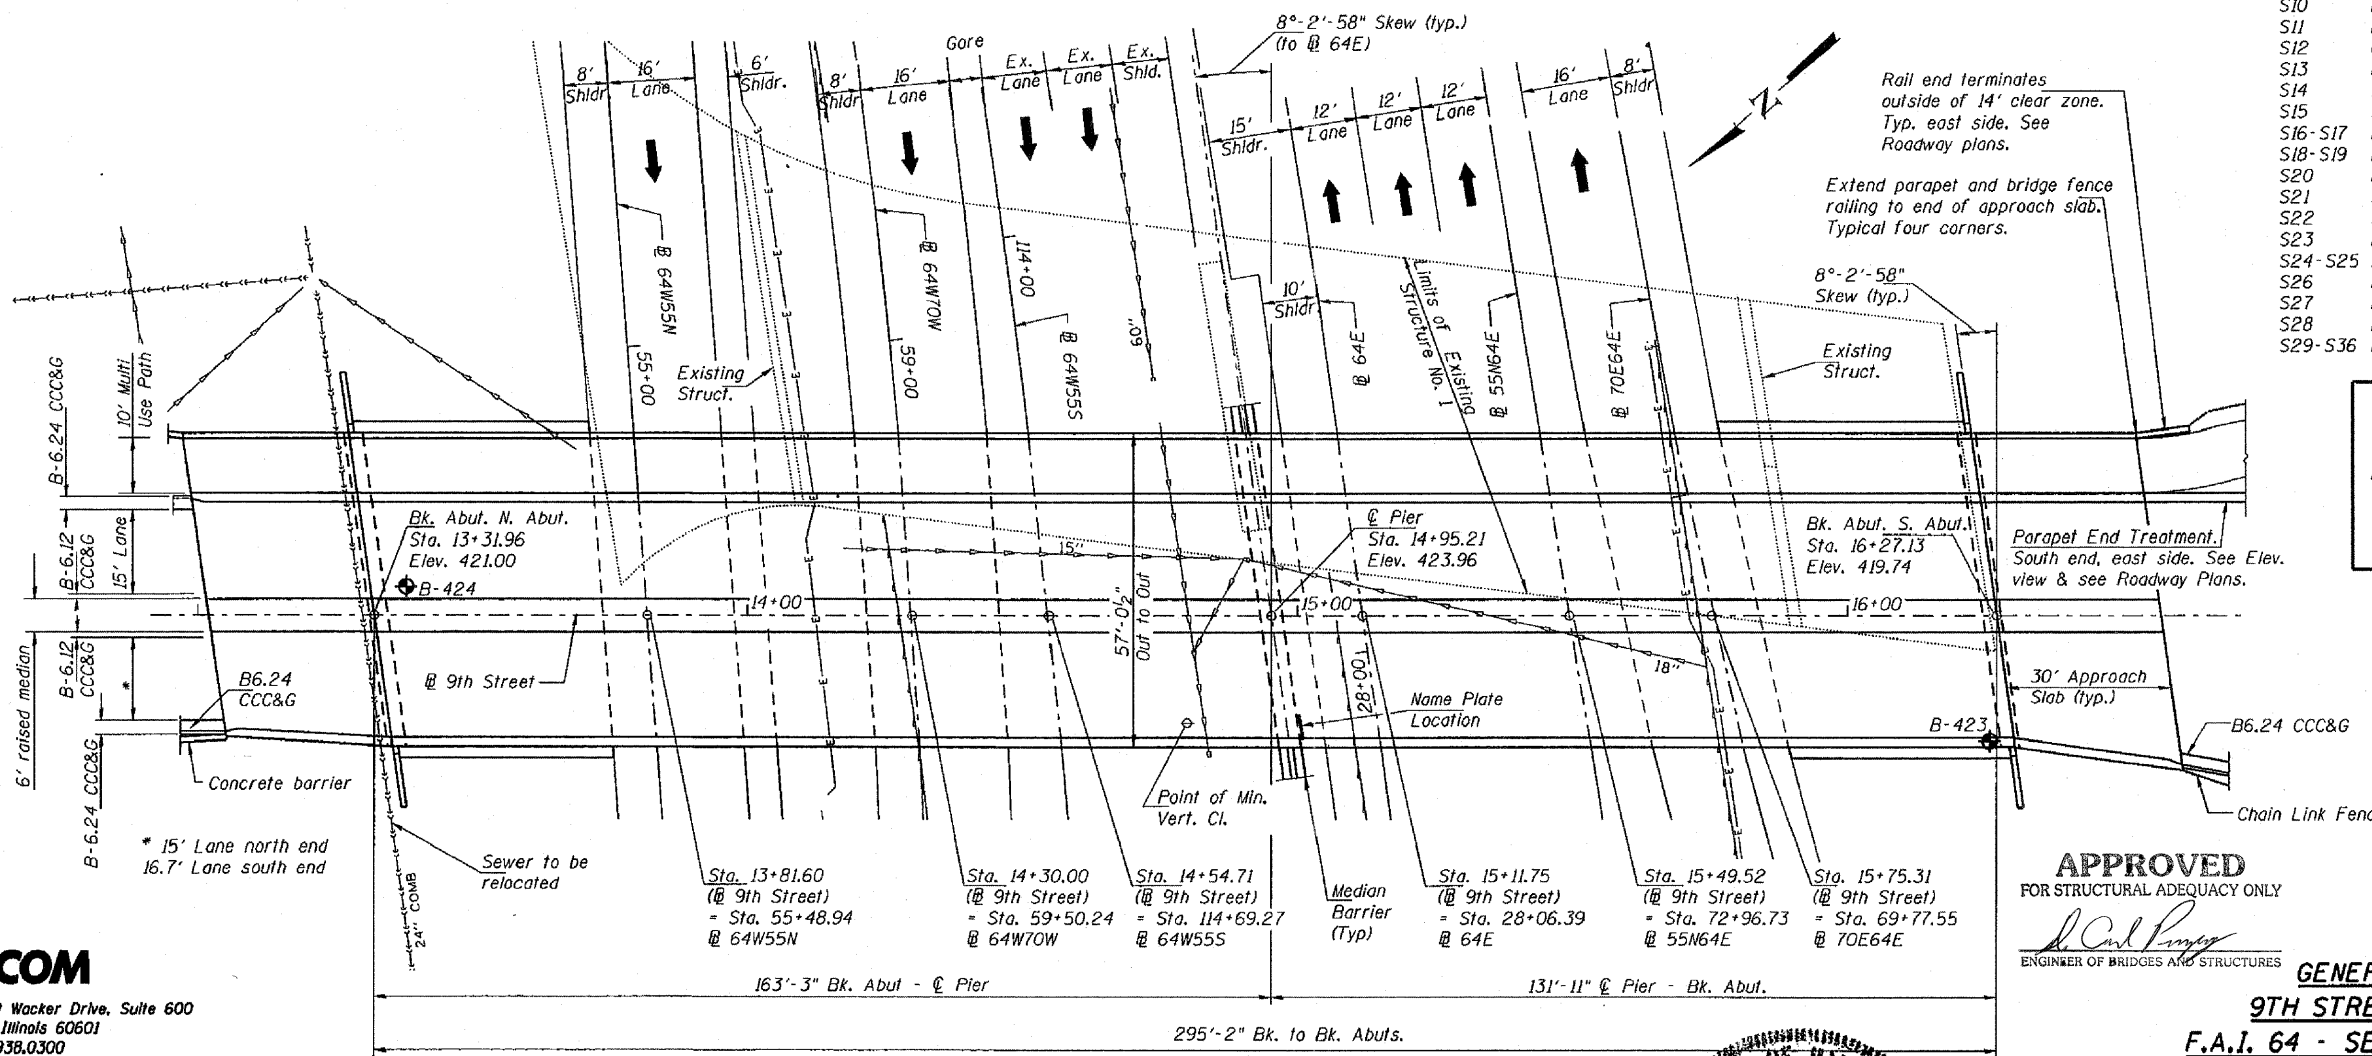 8°-2'-58" Skew (typ.)
(to ⅊ 64E)
Gore
8'
Shldr
16'
Lane
6'
Shldr.
8'
Shldr
16'
Lane
Ex.
Lane
Ex.
Lane
Ex.
Shld.
15'
Shldr.
12'
Lane
12'
Lane
12'
Lane
16'
Lane
8'
Shldr
Z
Rail end terminates
outside of 14' clear zone.
Typ. east side. See
Roadway plans.
Extend parapet and bridge fence
railing to end of approach slab.
Typical four corners.
8°-2'-58"
Skew (typ.)
S10
S11
S12
S13
S14
S15
S16-S17
S18-S19
S20
S21
S22
S23
S24-S25
S26
S27
S28
S29-S36
⅊ 64W55N
55+00
⅊ 64W70W
59+00
114+00
⅊ 64W55S
60"
10'
Shldr.
⅊ 64E
Limits of Existing
Structure No. 1
⅊ 55N64E
⅊ 70E64E
Existing
Struct.
Existing
Struct.
B-6.24 CCC&G
10' Multi
Use Path
B-6.12
CCC&G
15' Lane
6' raised median
B-6.12
CCC&G
*
B-6.24 CCC&G
Bk. Abut. N. Abut.
Sta. 13+31.96
Elev. 421.00
B-424
14+00
⅊ 9th Street
57'-0½"
Out to Out
15'
℄ Pier
Sta. 14+95.21
Elev. 423.96
15+00
28+00
18"
Bk. Abut. S. Abut.
Sta. 16+27.13
Elev. 419.74
16+00
Parapet End Treatment.
South end, east side. See Elev.
view & see Roadway Plans.
30' Approach
Slab (typ.)
B6.24
CCC&G
Concrete barrier
Name Plate
Location
B-423
B6.24 CCC&G
Chain Link Fenc
* 15' Lane north end
16.7' Lane south end
24" COMB
Sewer to be
relocated
Point of Min.
Vert. Cl.
Sta. 13+81.60
(⅊ 9th Street)
= Sta. 55+48.94
⅊ 64W55N
Sta. 14+30.00
(⅊ 9th Street)
= Sta. 59+50.24
⅊ 64W70W
Sta. 14+54.71
(⅊ 9th Street)
= Sta. 114+69.27
⅊ 64W55S
Median
Barrier
(Typ)
Sta. 15+11.75
(⅊ 9th Street)
= Sta. 28+06.39
⅊ 64E
Sta. 15+49.52
(⅊ 9th Street)
= Sta. 72+96.73
⅊ 55N64E
Sta. 15+75.31
(⅊ 9th Street)
= Sta. 69+77.55
⅊ 70E64E
APPROVED
FOR STRUCTURAL ADEQUACY ONLY
ENGINEER OF BRIDGES AND STRUCTURES
163'-3" Bk. Abut - ℄ Pier
131'-11" ℄ Pier - Bk. Abut.
295'-2" Bk. to Bk. Abuts.
COM
Wacker Drive, Suite 600
Illinois 60601
938.0300
GENER
9TH STRE
F.A.I. 64 - SE